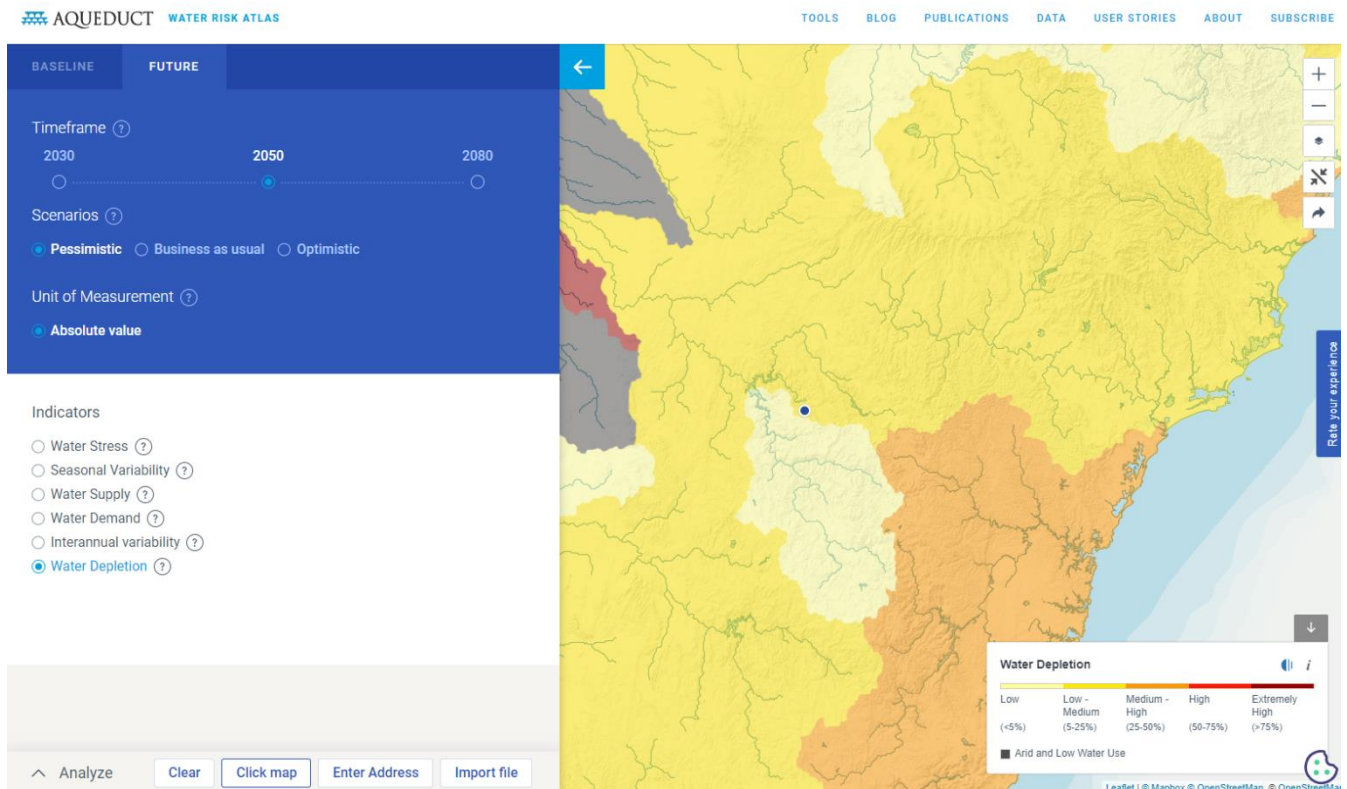 AQUEDUCT WATER RISK ATLAS
TOOLS BLOG PUBLICATIONS DATA USER STORIES ABOUT SUBSCRIBE
BASELINE FUTURE
Timeframe ?
2030 2050 2080
Scenarios ?
Pessimistic Business as usual Optimistic
Unit of Measurement ?
Absolute value
Indicators
Water Stress ?
Seasonal Variability ?
Water Supply ?
Water Demand ?
Interannual variability ?
Water Depletion ?
Analyze Clear Click map Enter Address Import file
Rate your experience
Water Depletion i
Low Low - Medium Medium - High High Extremely High
(<5%) (5-25%) (25-50%) (50-75%) (>75%)
Arid and Low Water Use
Leaflet | © Mapbox © OpenStreetMap, © OpenStreetMa